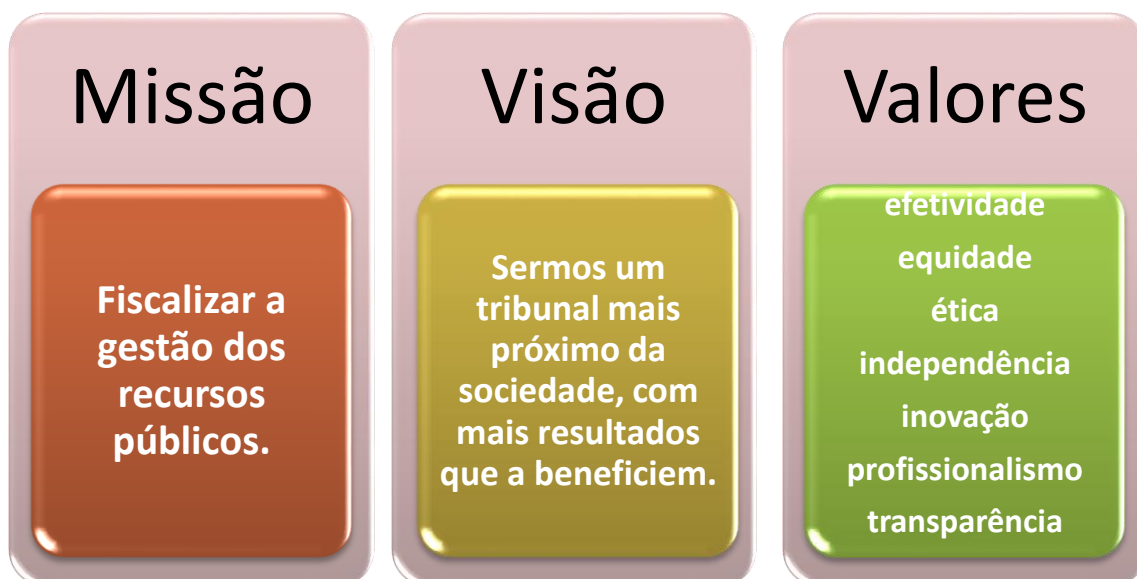 Missão
Fiscalizar a
gestão dos
recursos
públicos.
Visão
Sermos um
tribunal mais
próximo da
sociedade, com
mais resultados
que a beneficiem.
Valores
efetividade
equidade
ética
independência
inovação
profissionalismo
transparência